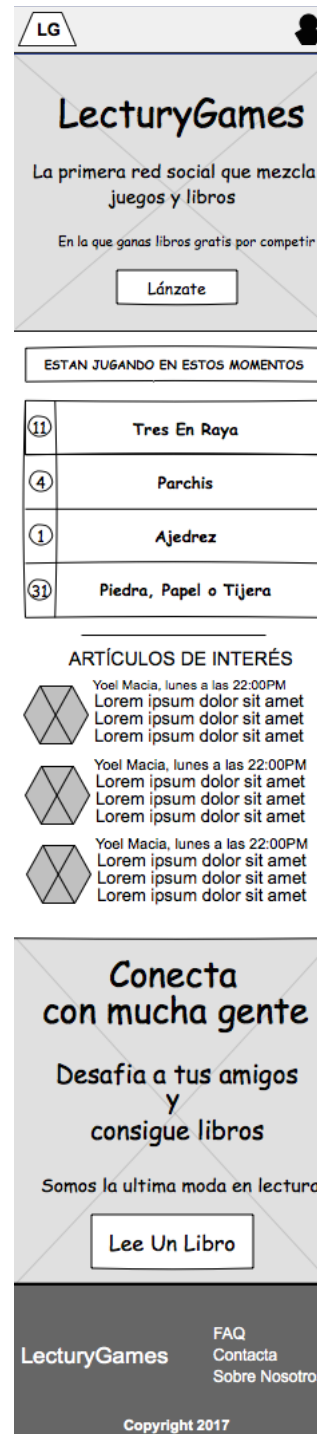 LG
LecturyGames
La primera red social que mezcla
juegos y libros
En la que ganas libros gratis por competir
Lánzate
ESTAN JUGANDO EN ESTOS MOMENTOS
11 Tres En Raya
4 Parchis
1 Ajedrez
31 Piedra, Papel o Tijera
ARTÍCULOS DE INTERÉS
Yoel Macia, lunes a las 22:00PM
Lorem ipsum dolor sit amet
Lorem ipsum dolor sit amet
Lorem ipsum dolor sit amet
Yoel Macia, lunes a las 22:00PM
Lorem ipsum dolor sit amet
Lorem ipsum dolor sit amet
Lorem ipsum dolor sit amet
Yoel Macia, lunes a las 22:00PM
Lorem ipsum dolor sit amet
Lorem ipsum dolor sit amet
Lorem ipsum dolor sit amet
Conecta
con mucha gente
Desafia a tus amigos
y
consigue libros
Somos la ultima moda en lectura
Lee Un Libro
LecturyGames
FAQ
Contacta
Sobre Nosotro
Copyright 2017